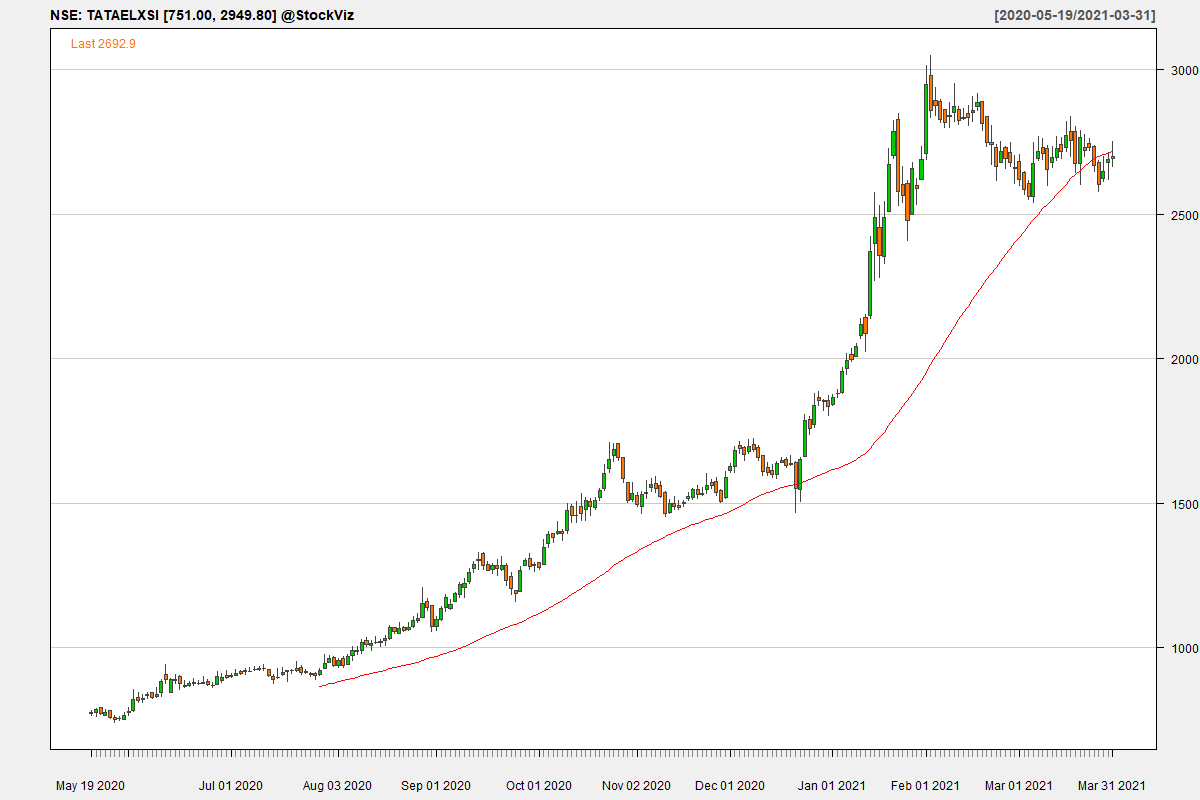 NSE: TATAELXSI [751.00, 2949.80] @StockViz [2020-05-19/2021-03-31]
Last 2692.9
3000
2500
2000
1500
1000
May 19 2020 Jul 01 2020 Aug 03 2020 Sep 01 2020 Oct 01 2020 Nov 02 2020 Dec 01 2020 Jan 01 2021 Feb 01 2021 Mar 01 2021 Mar 31 2021